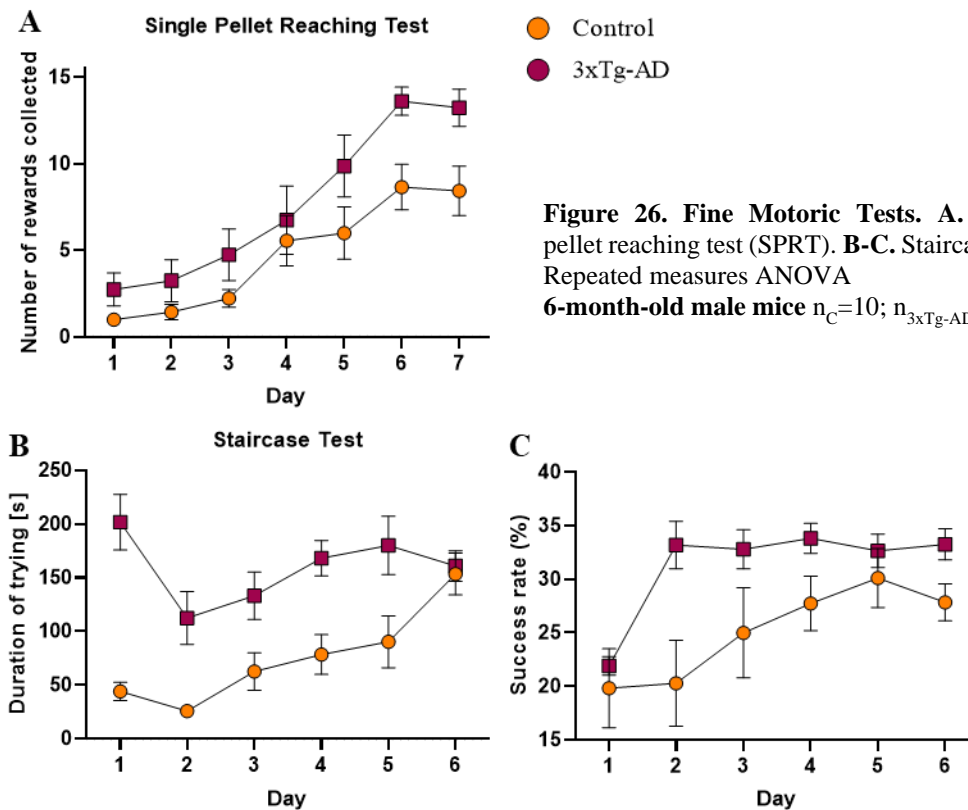 A
Single Pellet Reaching Test
Number of rewards collected
15
10
5
0
1 2 3 4 5 6 7
Day
Control
3xTg-AD
Figure 26. Fine Motoric Tests. A.
pellet reaching test (SPRT). B-C.
Repeated measures ANOVA
6-month-old male mice nC=10;
B
Staircase Test
Duration of trying [s]
250
200
150
100
50
0
1 2 3 4 5 6
Day
C
Success rate (%)
40
35
30
25
20
15
1 2 3 4 5 6
Day